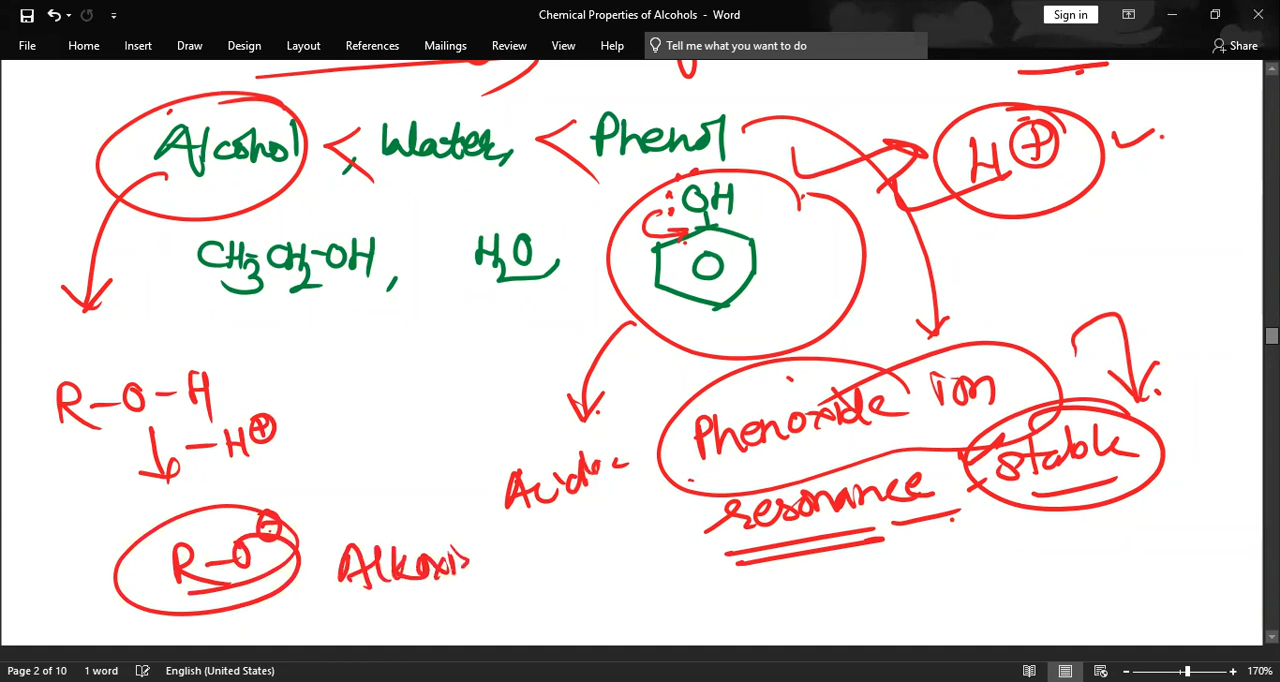 Chemical Properties of Alcohols - Word
Sign in
File Home Insert Draw Design Layout References Mailings Review View Help Tell me what you want to do Share
Alcohol < Water, < Phenol H⊕
CH3 CH2-OH, H2O OH
R-O-H
-H⊕
Phenoxide ion
stable
Acidic
resonance
R-O⊖ Alkoxi
Page 2 of 10 1 word English (United States) 170%